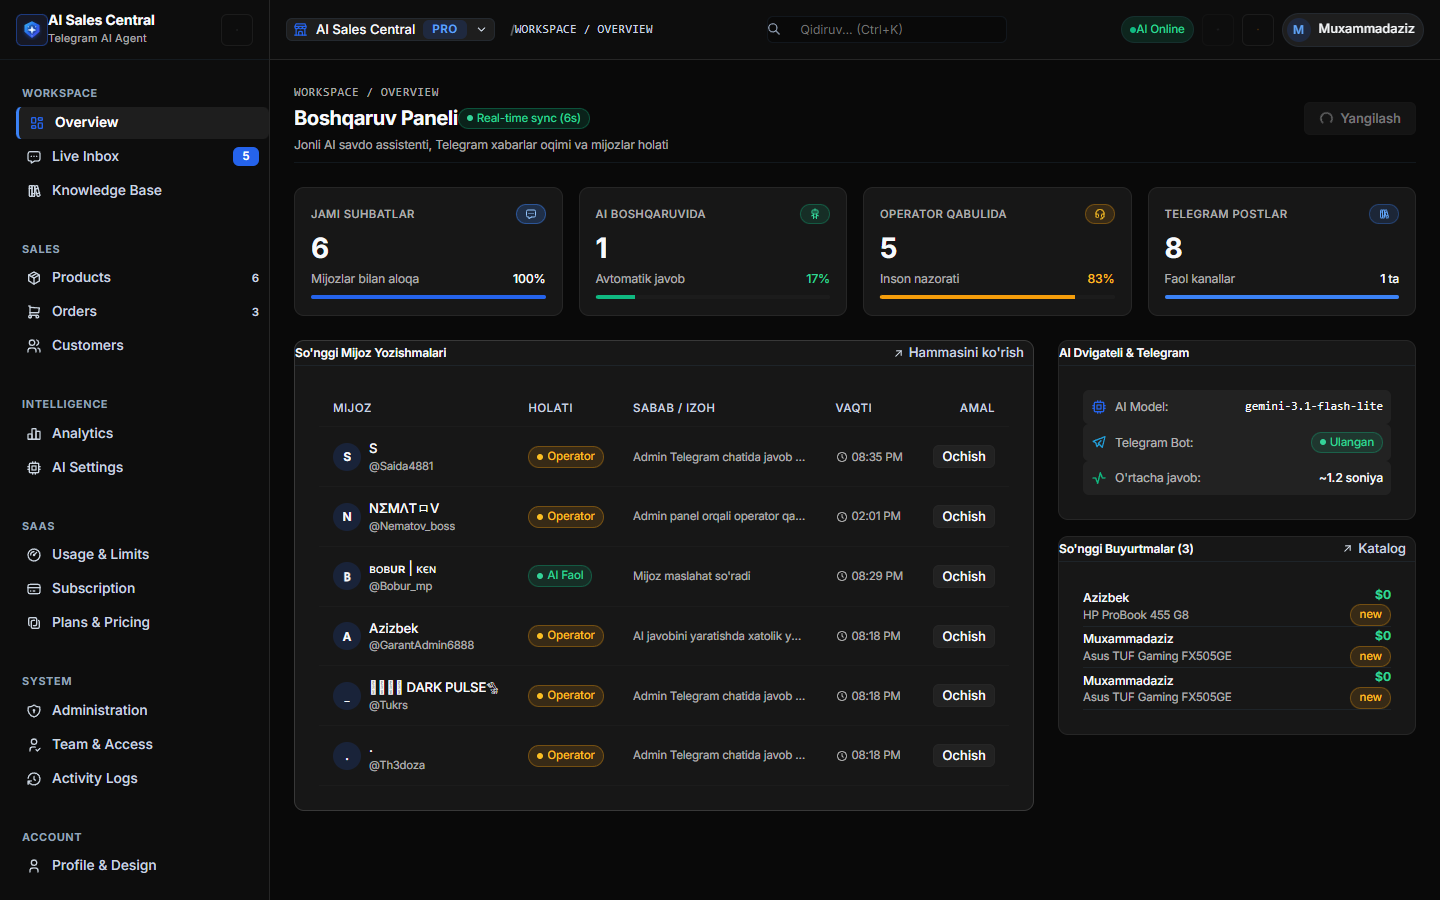 AI Sales Central
Telegram AI Agent
WORKSPACE
Overview
Live Inbox 5
Knowledge Base
SALES
Products 6
Orders 3
Customers
INTELLIGENCE
Analytics
AI Settings
SAAS
Usage & Limits
Subscription
Plans & Pricing
SYSTEM
Administration
Team & Access
Activity Logs
ACCOUNT
Profile & Design
AI Sales Central PRO /WORKSPACE / OVERVIEW
Qidiruv... (Ctrl+K)
AI Online
M Muxammadaziz
WORKSPACE / OVERVIEW
Boshqaruv Paneli Real-time sync (6s)
Jonli AI savdo assistenti, Telegram xabarlar oqimi va mijozlar holati
Yangilash
JAMI SUHBATLAR
6
Mijozlar bilan aloqa 100%
AI BOSHQARUVIDA
1
Avtomatik javob 17%
OPERATOR QABULIDA
5
Inson nazorati 83%
TELEGRAM POSTLAR
8
Faol kanallar 1 ta
So'nggi Mijoz Yozishmalari Hammasini ko'rish
MIJOZ HOLATI SABAB / IZOH VAQTI AMAL
S S Operator Admin Telegram chatida javob ... 08:35 PM Ochish
@Saida4881
N NΣMΛTㅁV Operator Admin panel orqali operator qa... 02:01 PM Ochish
@Nematov_boss
B ʙᴏʙᴜʀ | ᴋᴇɴ AI Faol Mijoz maslahat so'radi 08:29 PM Ochish
@Bobur_mp
A Azizbek Operator AI javobini yaratishda xatolik y... 08:18 PM Ochish
@GarantAdmin6888
_ DARK PULSE Operator Admin Telegram chatida javob ... 08:18 PM Ochish
@Tukrs
. . Operator Admin Telegram chatida javob ... 08:18 PM Ochish
@Th3doza
AI Dvigateli & Telegram
AI Model: gemini-3.1-flash-lite
Telegram Bot: Ulangan
O'rtacha javob: ~1.2 soniya
So'nggi Buyurtmalar (3) Katalog
Azizbek $0
HP ProBook 455 G8 new
Muxammadaziz $0
Asus TUF Gaming FX505GE new
Muxammadaziz $0
Asus TUF Gaming FX505GE new